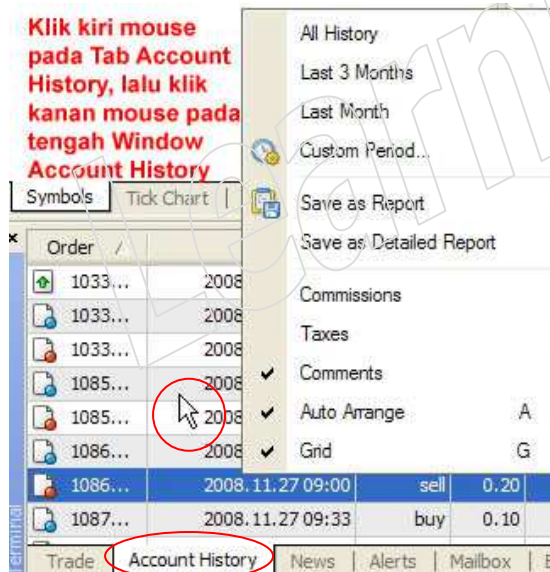 Klik kiri mouse
pada Tab Account
History, lalu klik
kanan mouse pada
tengah Window
Account History
All History
Last 3 Months
Last Month
Custom Period...
Save as Report
Save as Detailed Report
Commissions
Taxes
Comments
Auto Arrange A
Grid G
Learn
Symbols Tick Chart
Order
1033... 2008
1033... 2008
1033... 2008
1085... 2008
1085... 2008
1086... 2008
1086... 2008.11.27 09:00 sell 0.20
1087... 2008.11.27 09:33 buy 0.10
Trade Account History News Alerts Mailbox